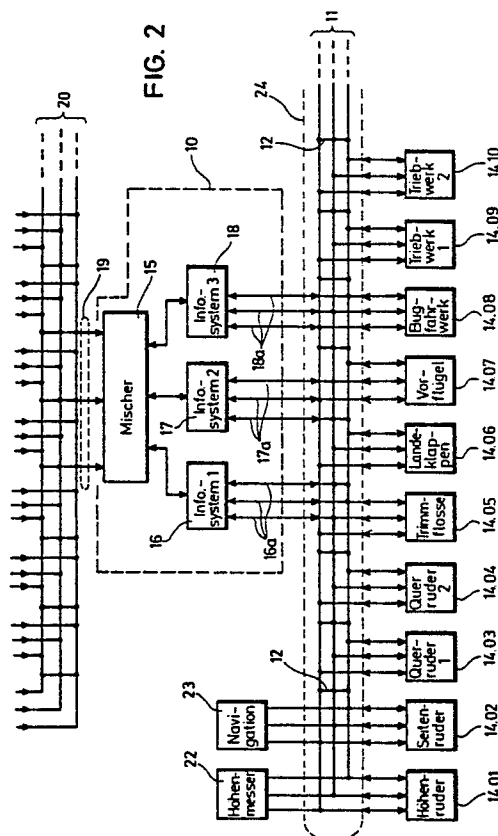 FIG. 2
20
19
10
15
Mischer
Info.-
system 1
16
16a
Info.-
system 2
17
17a
Info.-
system 3
18
18a
11
24
12
12
22
Höhen-
messer
23
Navi-
gation
Höhen-
ruder
14.01
Seiten-
ruder
14.02
Quer-
ruder
1
14.03
Quer
ruder
2
14.04
Trimm-
flosse
14.05
Lande-
klap-
pen
14.06
Vor-
flügel
14.07
Bug-
fahr-
werk
14.08
Trieb-
werk
1
14.09
Trieb-
werk
2
14.10